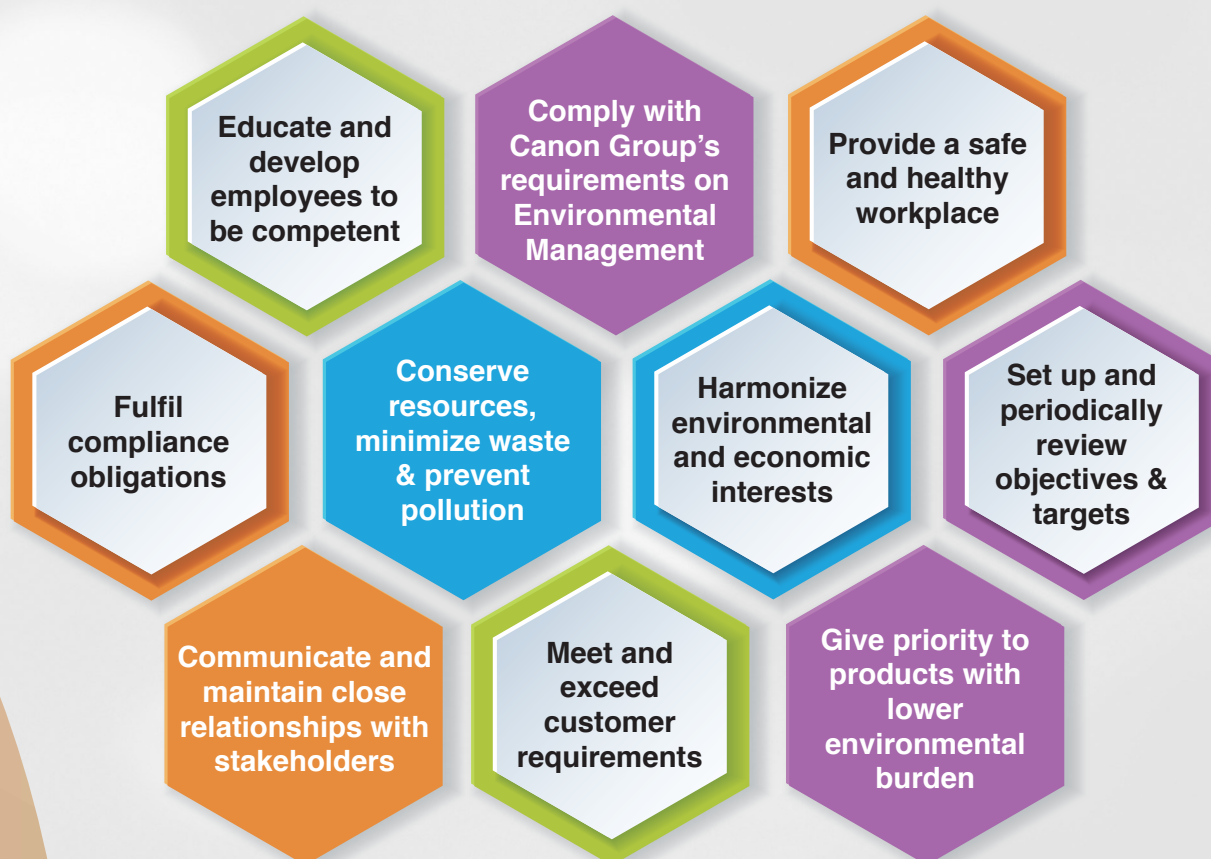 Educate and
develop
employees to
be competent
Comply with
Canon Group's
requirements on
Environmental
Management
Provide a safe
and healthy
workplace
Fulfil
compliance
obligations
Conserve
resources,
minimize waste
& prevent
pollution
Harmonize
environmental
and economic
interests
Set up and
periodically
review
objectives &
targets
Communicate and
maintain close
relationships with
stakeholders
Meet and
exceed
customer
requirements
Give priority to
products with
lower
environmental
burden